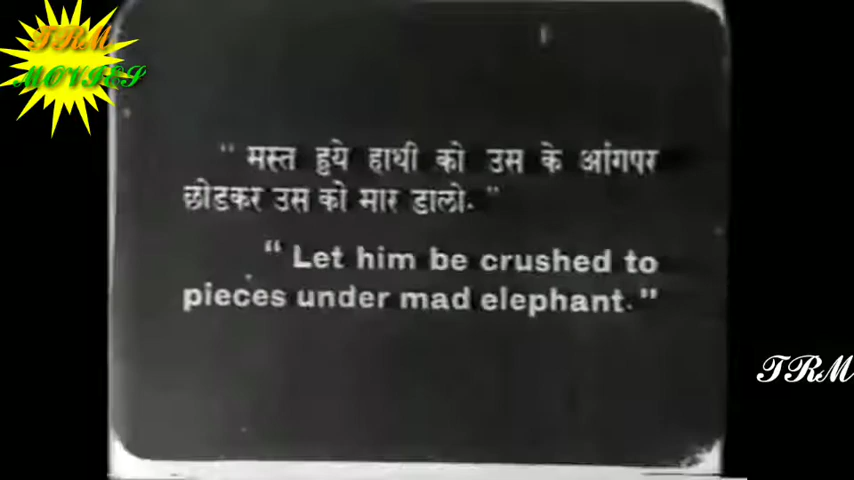 TRM
MOVIES
" मस्त हुये हाथी को उस के आंगपर
छोडकर उस को मार डालो. "
" Let him be crushed to
pieces under mad elephant. "
TRM